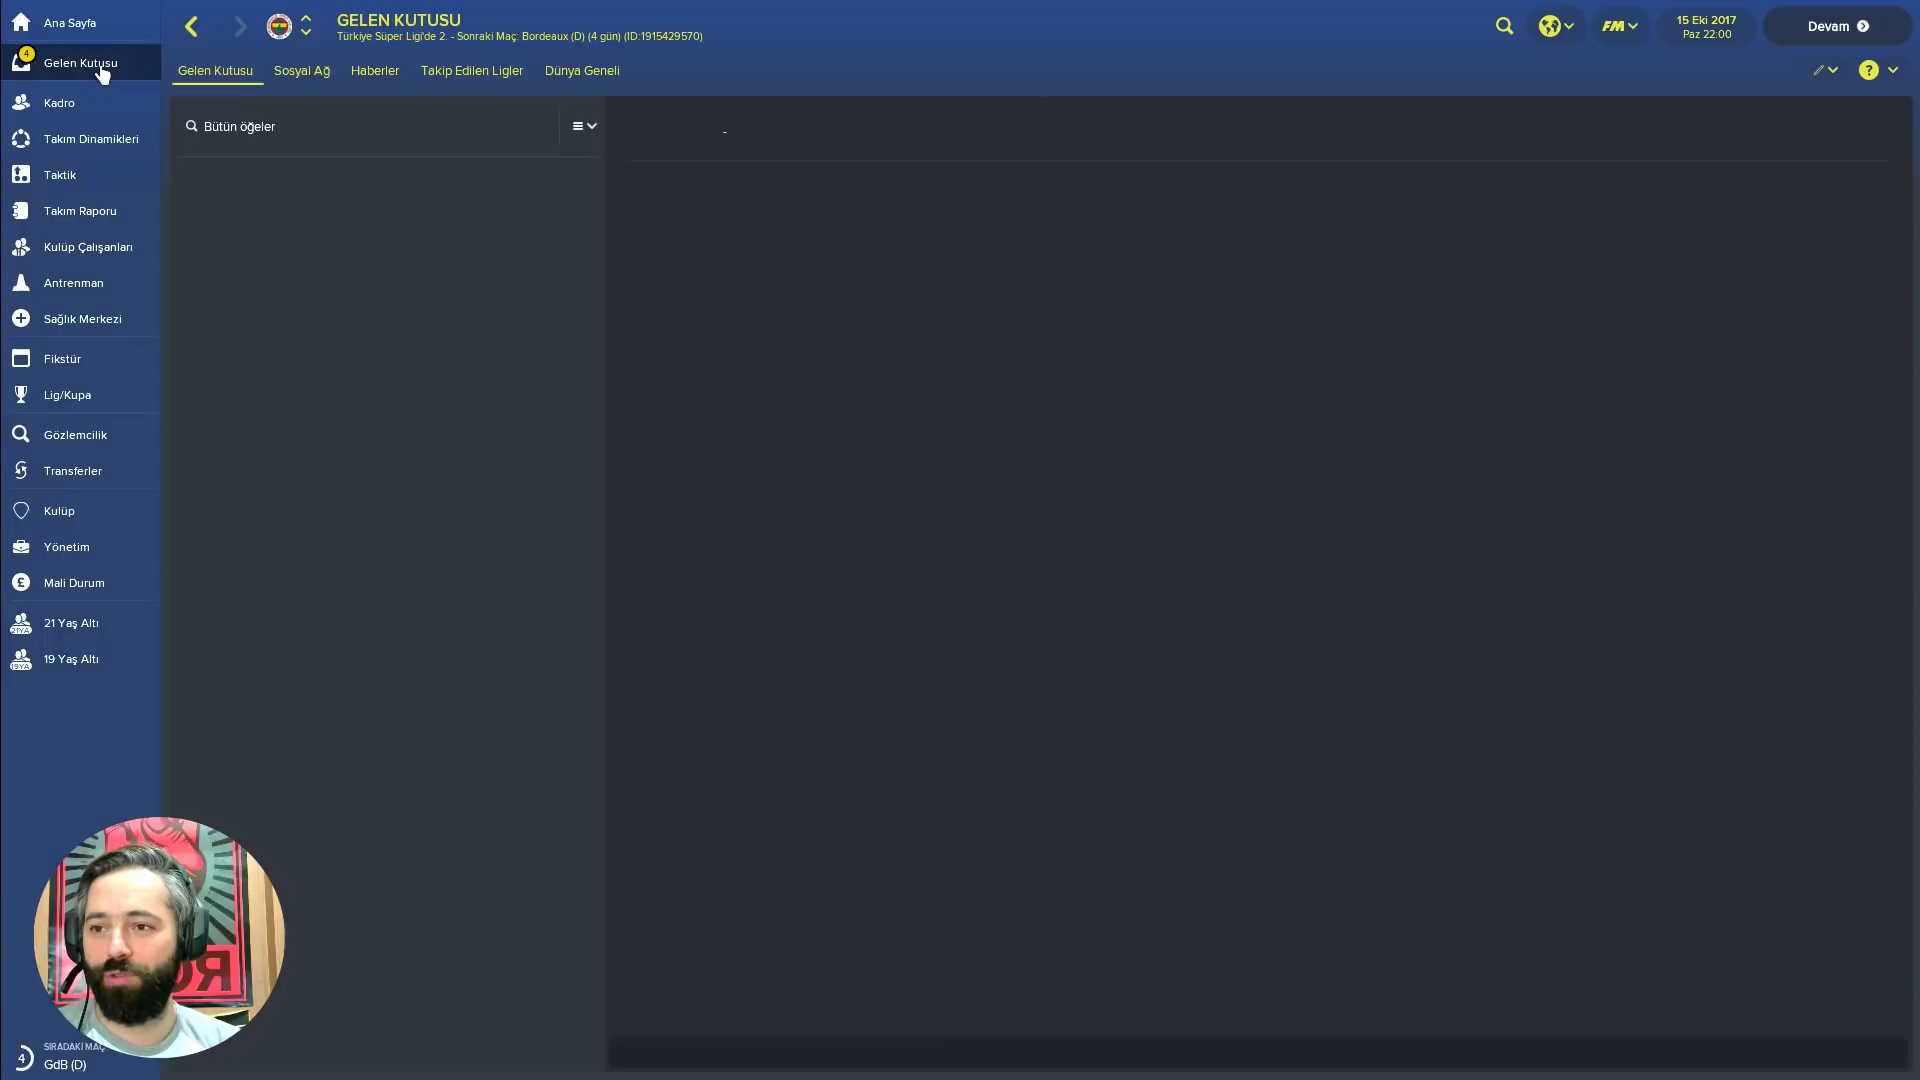 Ana Sayfa
4
Gelen Kutusu
Kadro
Takım Dinamikleri
Taktik
Takım Raporu
Kulüp Çalışanları
Antrenman
Sağlık Merkezi
Fikstür
Lig/Kupa
Gözlemcilik
Transferler
Kulüp
Yönetim
Mali Durum
21YA
21 Yaş Altı
19YA
19 Yaş Altı
SIRADAKİ MAÇ
4
GdB (D)
GELEN KUTUSU
Türkiye Süper Ligi'de 2. - Sonraki Maç: Bordeaux (D) (4 gün) (ID:1915429570)
FM
15 Eki 2017
Paz 22:00
Devam
Gelen Kutusu
Sosyal Ağ
Haberler
Takip Edilen Ligler
Dünya Geneli
?
Bütün öğeler
-